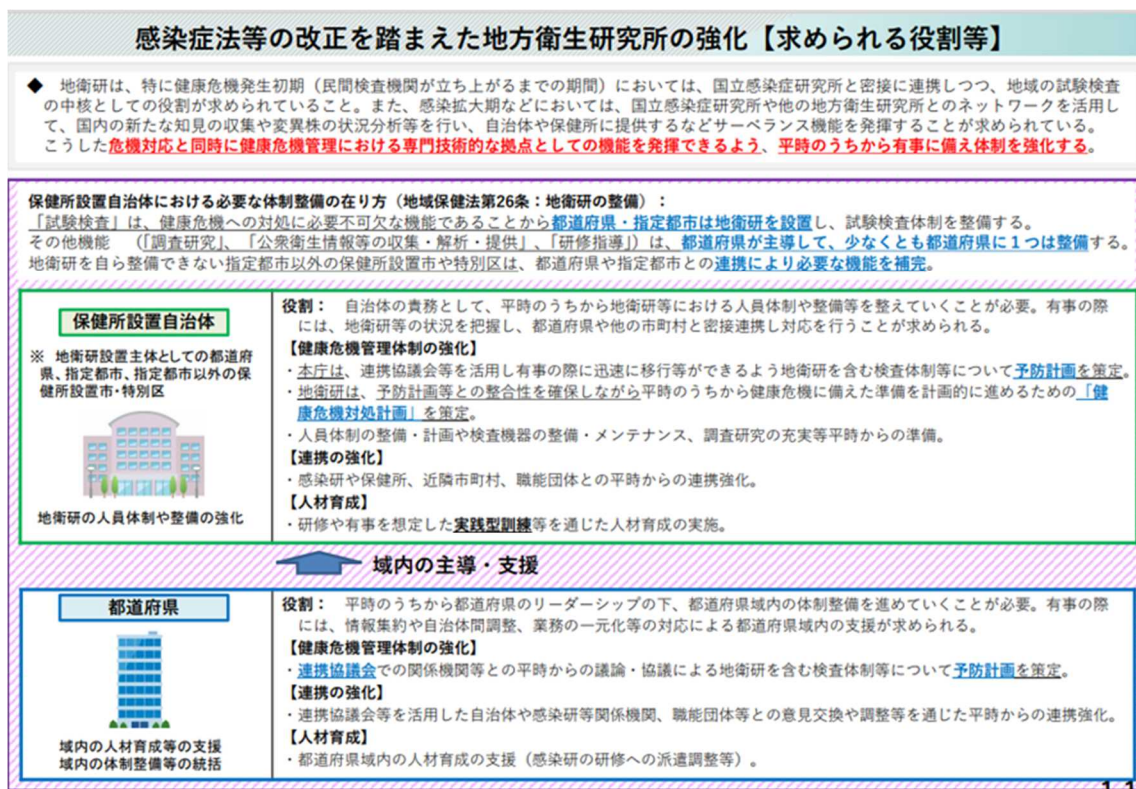 感染症法等の改正を踏まえた地方衛生研究所の強化【求められる役割等】
◆ 地衛研は、特に健康危機発生初期（民間検査機関が立ち上がるまでの期間）においては、国立感染症研究所と密接に連携しつつ、地域の試験検査
の中核としての役割が求められていること。また、感染拡大期などにおいては、国立感染症研究所や他の地方衛生研究所とのネットワークを活用し
て、国内の新たな知見の収集や変異株の状況分析等を行い、自治体や保健所に提供するなどサーベランス機能を発揮することが求められている。
こうした危機対応と同時に健康危機管理における専門技術的な拠点としての機能を発揮できるよう、平時のうちから有事に備え体制を強化する。
保健所設置自治体における必要な体制整備の在り方（地域保健法第26条：地衛研の整備）：
「試験検査」は、健康危機への対処に必要不可欠な機能であることから都道府県・指定都市は地衛研を設置し、試験検査体制を整備する。
その他機能　（「調査研究」、「公衆衛生情報等の収集・解析・提供」、「研修指導」）は、都道府県が主導して、少なくとも都道府県に１つは整備する。
地衛研を自ら整備できない指定都市以外の保健所設置市や特別区は、都道府県や指定都市との連携により必要な機能を補完。
保健所設置自治体
※ 地衛研設置主体としての都道府
県、指定都市、指定都市以外の保
健所設置市・特別区
地衛研の人員体制や整備の強化
役割：　自治体の責務として、平時のうちから地衛研等における人員体制や整備等を整えていくことが必要。有事の際
には、地衛研等の状況を把握し、都道府県や他の市町村と密接連携し対応を行うことが求められる。
【健康危機管理体制の強化】
・本庁は、連携協議会等を活用し有事の際に迅速に移行等ができるよう地衛研を含む検査体制等について予防計画を策定。
・地衛研は、予防計画等との整合性を確保しながら平時のうちから健康危機に備えた準備を計画的に進めるための「健
康危機対処計画」を策定。
・人員体制の整備・計画や検査機器の整備・メンテナンス、調査研究の充実等平時からの準備。
【連携の強化】
・感染研や保健所、近隣市町村、職能団体との平時からの連携強化。
【人材育成】
・研修や有事を想定した実践型訓練等を通じた人材育成の実施。
域内の主導・支援
都道府県
域内の人材育成等の支援
域内の体制整備等の統括
役割：　平時のうちから都道府県のリーダーシップの下、都道府県域内の体制整備を進めていくことが必要。有事の際
には、情報集約や自治体間調整、業務の一元化等の対応による都道府県域内の支援が求められる。
【健康危機管理体制の強化】
・連携協議会での関係機関等との平時からの議論・協議による地衛研を含む検査体制等について予防計画を策定。
【連携の強化】
・連携協議会等を活用した自治体や感染研等関係機関、職能団体等との意見交換や調整等を通じた平時からの連携強化。
【人材育成】
・都道府県域内の人材育成の支援（感染研の研修への派遣調整等）。